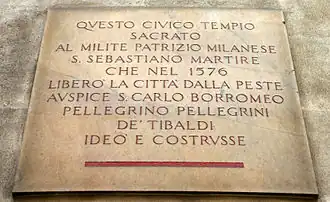 QVESTO CIVICO TEMPIO
SACRATO
AL MILITE PATRIZIO MILANESE
S. SEBASTIANO MARTIRE
CHE NEL 1576
LIBERÒ LA CITTÀ DALLA PESTE
AVSPICE S. CARLO BORROMEO
PELLEGRINO PELLEGRINI
DE' TIBALDI
IDEÒ E COSTRVSSE